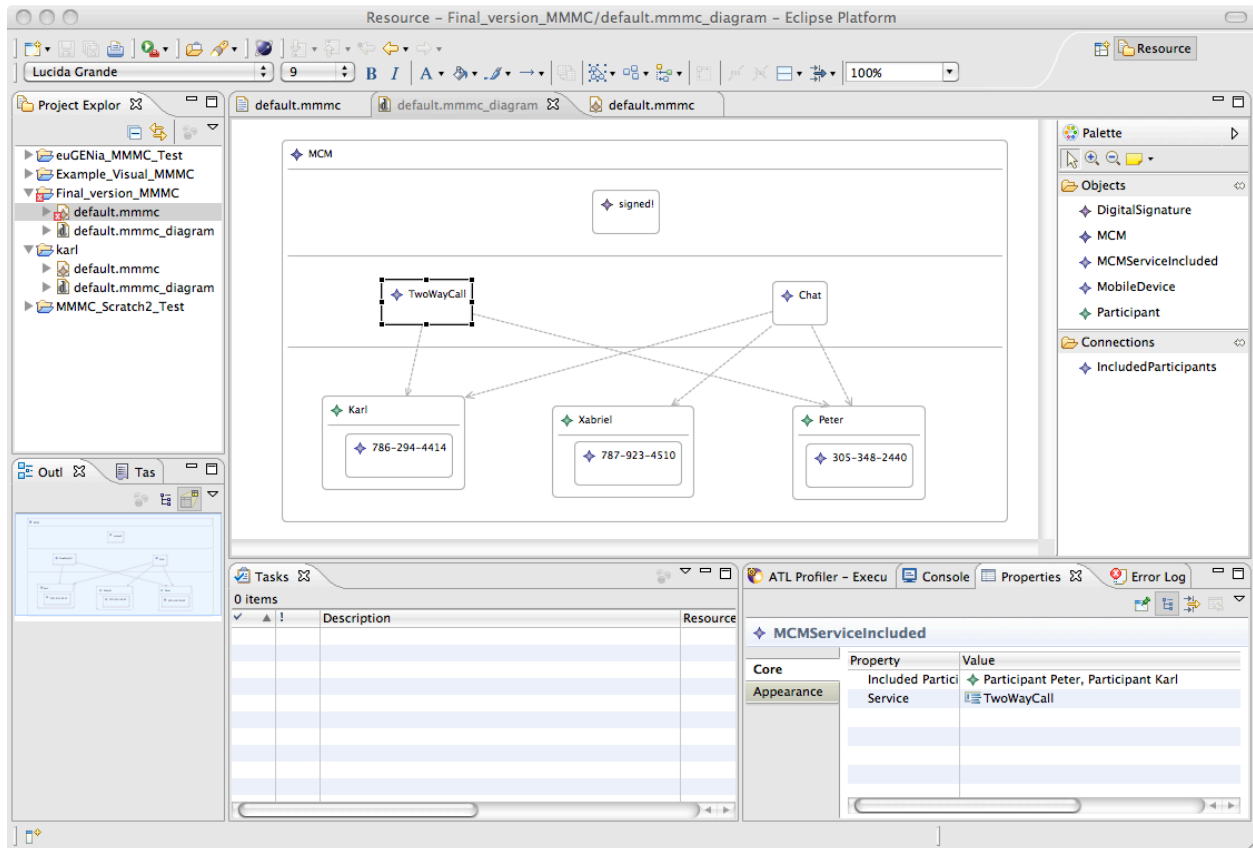 Resource – Final_version_MMMC/default.mmmc_diagram – Eclipse Platform
Resource
Lucida Grande
9
B I A
100%
Project Explor
default.mmmc
default.mmmc_diagram
default.mmmc
euGENia_MMMC_Test
Example_Visual_MMMC
Final_version_MMMC
default.mmmc
default.mmmc_diagram
karl
default.mmmc
default.mmmc_diagram
MMMC_Scratch2_Test
MCM
signed!
TwoWayCall
Chat
Karl
786-294-4414
Xabriel
787-923-4510
Peter
305-348-2440
Palette
Objects
DigitalSignature
MCM
MCMServiceIncluded
MobileDevice
Participant
Connections
IncludedParticipants
Outl
Tas
Tasks
0 items
! Description Resource
ATL Profiler – Execu
Console
Properties
Error Log
MCMServiceIncluded
Core
Appearance
Property Value
Included Partici Participant Peter, Participant Karl
Service TwoWayCall